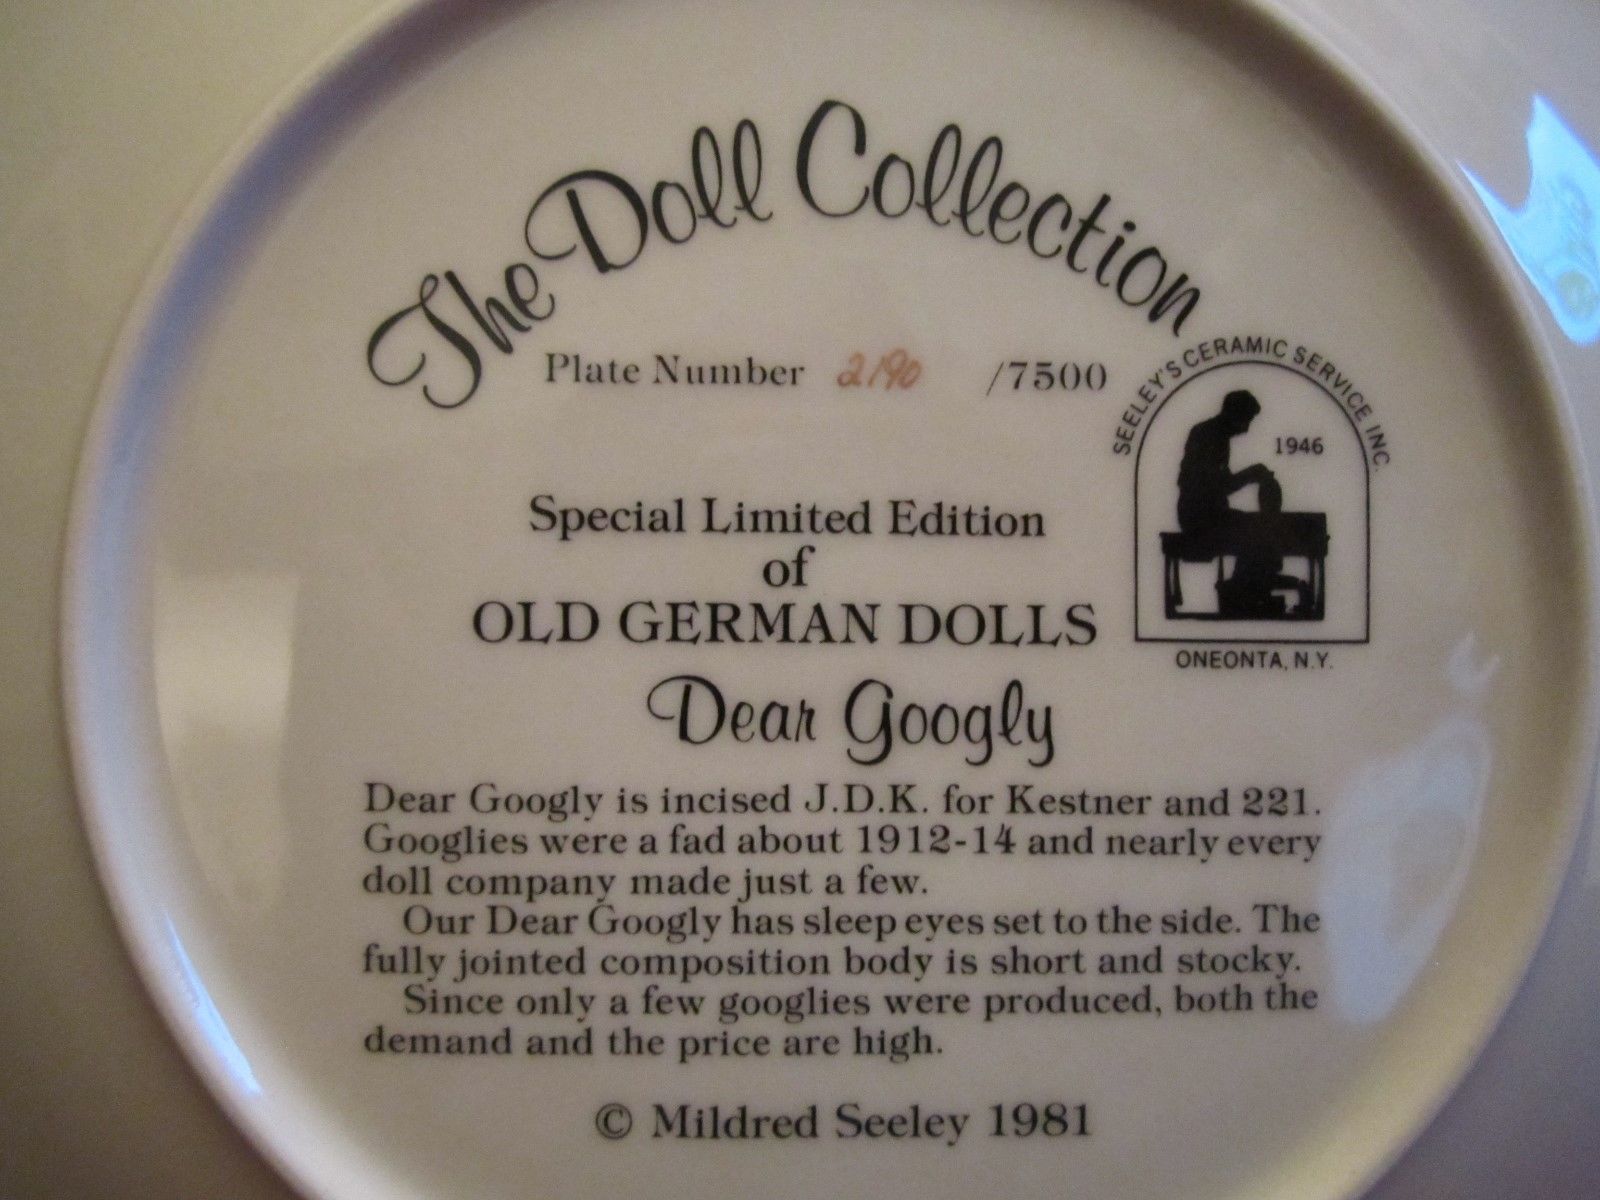 The Doll Collection
Plate Number 2190 /7500
SEELEY'S CERAMIC SERVICE INC.
1946
ONEONTA, N.Y.
Special Limited Edition
of
OLD GERMAN DOLLS
Dear Googly
Dear Googly is incised J.D.K. for Kestner and 221.
Googlies were a fad about 1912-14 and nearly every
doll company made just a few.
Our Dear Googly has sleep eyes set to the side. The
fully jointed composition body is short and stocky.
Since only a few googlies were produced, both the
demand and the price are high.
© Mildred Seeley 1981